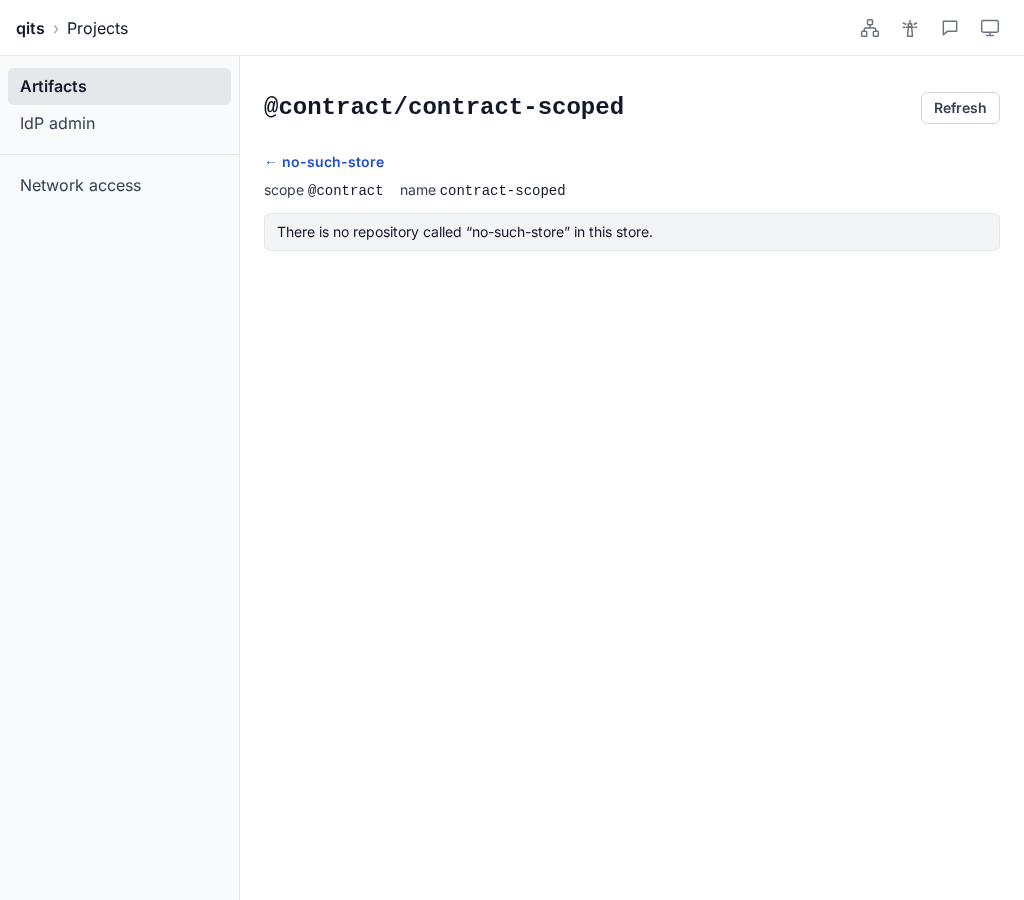 qits › Projects
Artifacts
IdP admin
Network access
@contract/contract-scoped
Refresh
← no-such-store
scope @contract name contract-scoped
There is no repository called “no-such-store” in this store.